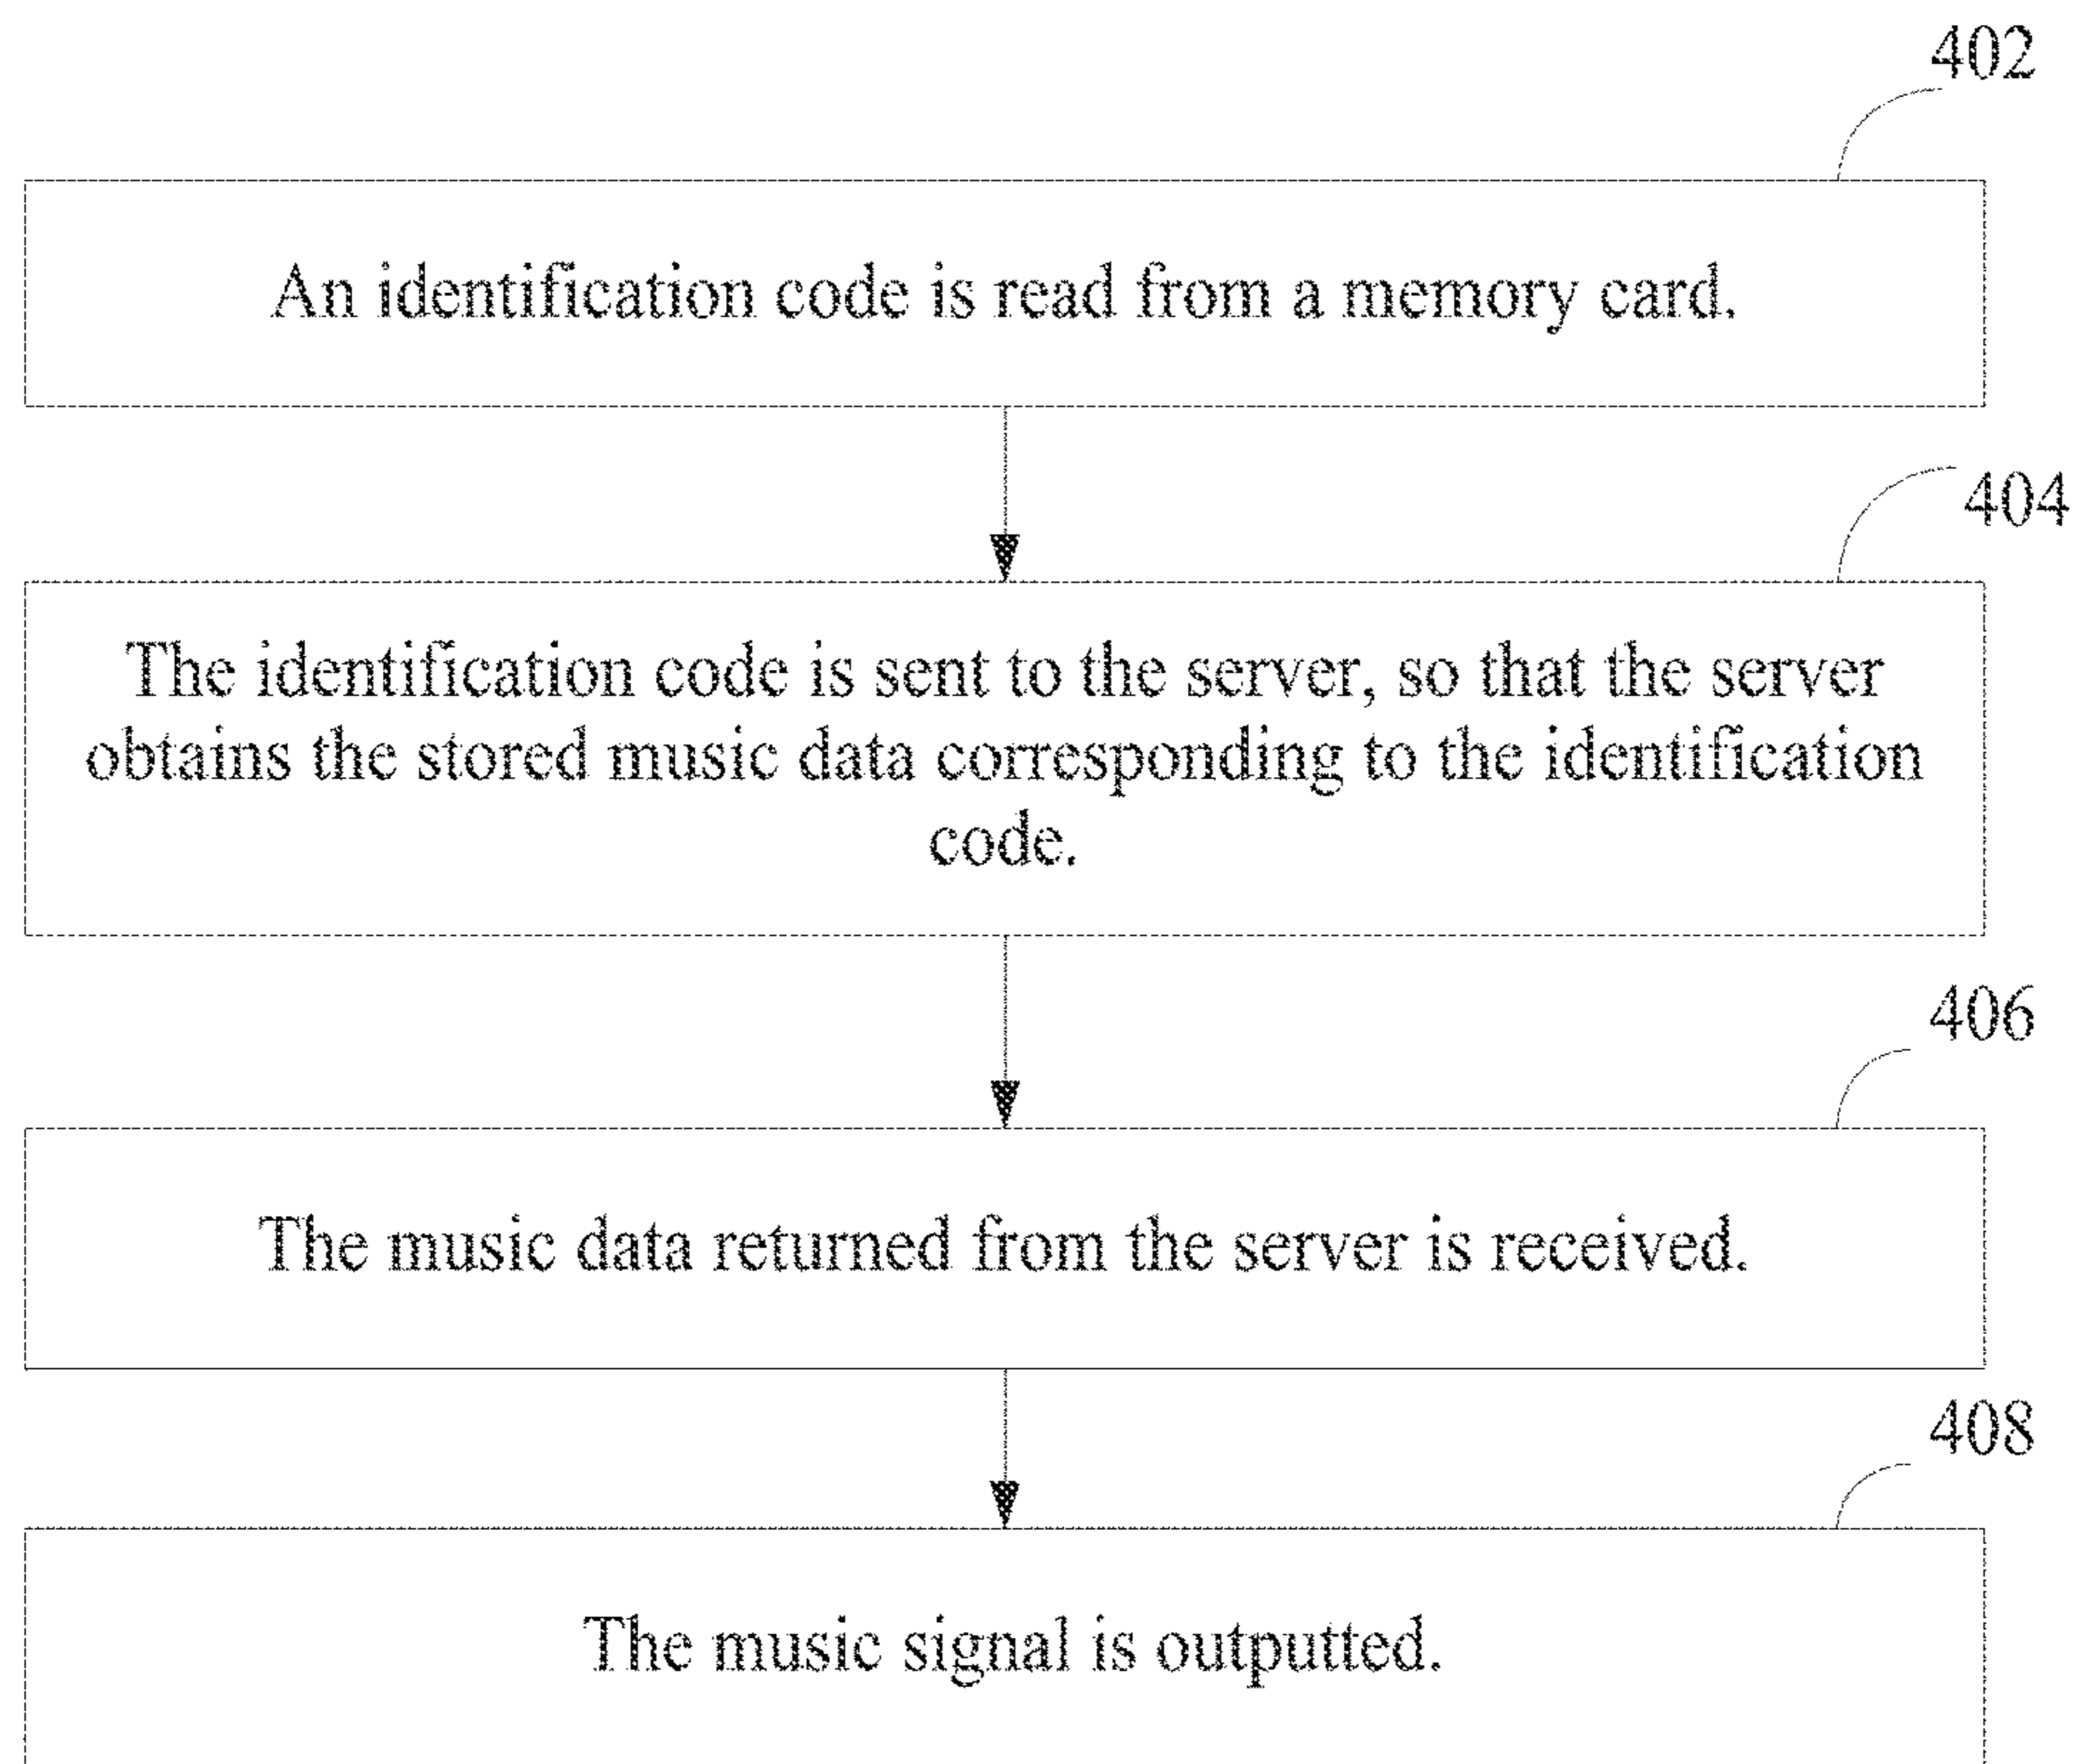 402
An identification code is read from a memory card.
404
The identification code is sent to the server, so that the server
obtains the stored music data corresponding to the identification
code.
406
The music data returned from the server is received.
408
The music signal is outputted.